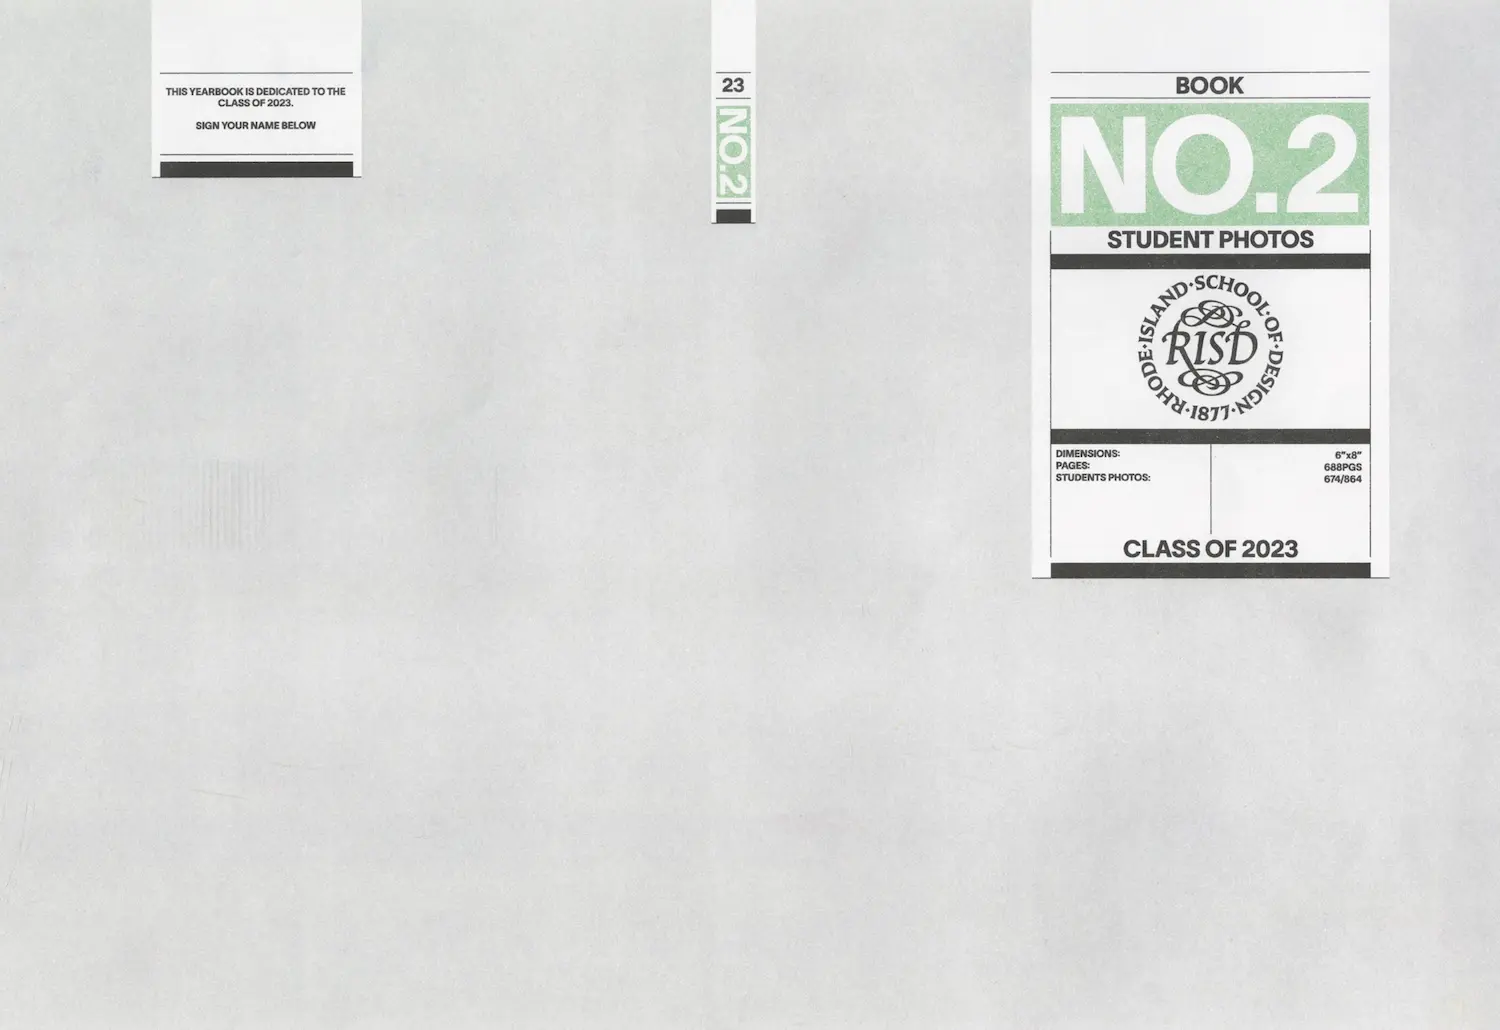 THIS YEARBOOK IS DEDICATED TO THE
CLASS OF 2023.
SIGN YOUR NAME BELOW
23
NO.2
BOOK
NO.2
STUDENT PHOTOS
RHODE·ISLAND·SCHOOL·OF·DESIGN·1877·
RISD
DIMENSIONS: 6"x8"
PAGES: 688PGS
STUDENTS PHOTOS: 674/864
CLASS OF 2023